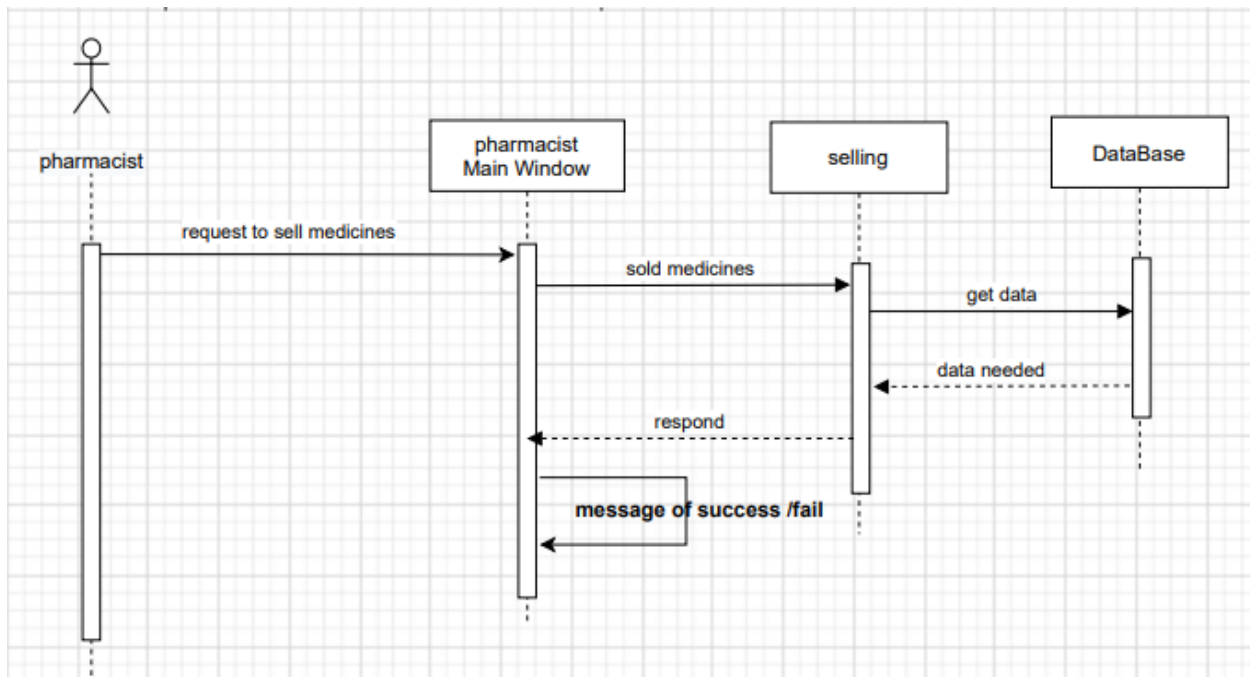 pharmacist
pharmacist
Main Window
selling
DataBase
request to sell medicines
sold medicines
get data
data needed
respond
message of success /fail